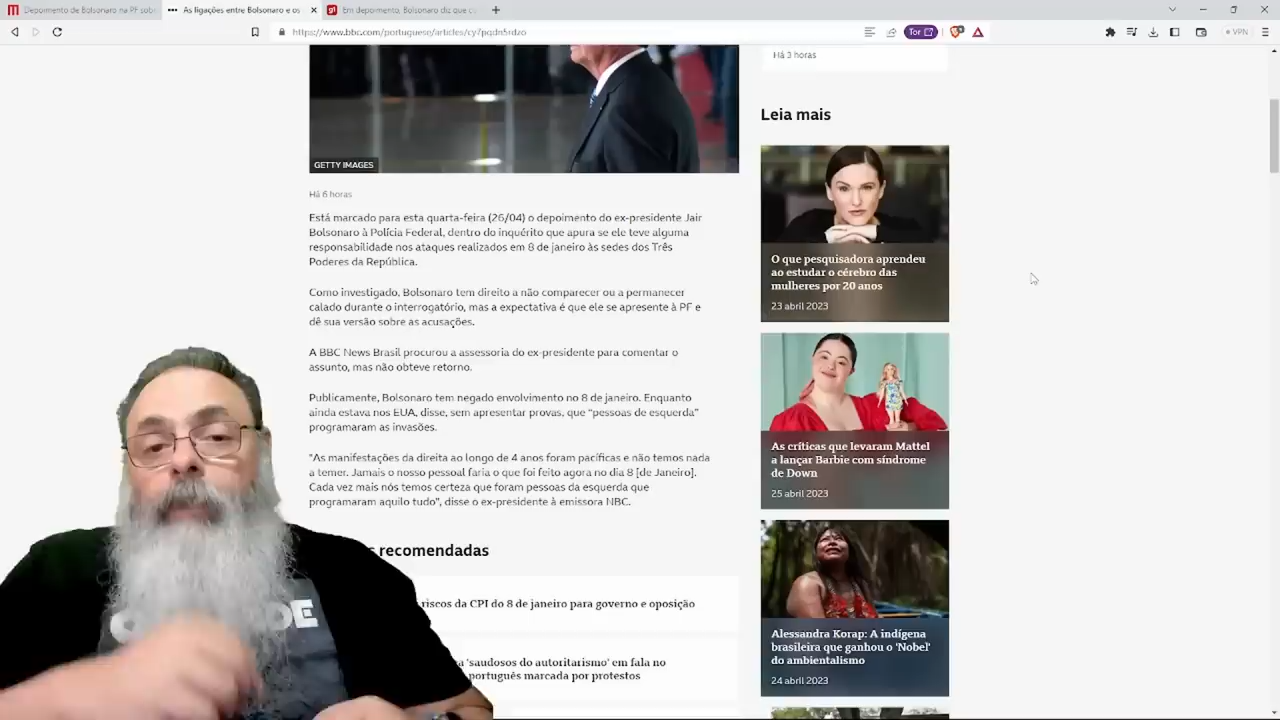 Depoimento de Bolsonaro na PF sobr
As ligações entre Bolsonaro e os
Em depoimento, Bolsonaro diz que c
https://www.bbc.com/portuguese/articles/cy7pqdn5rdzo
Tor
VPN
GETTY IMAGES
Há 6 horas
Está marcado para esta quarta-feira (26/04) o depoimento do ex-presidente Jair
Bolsonaro à Polícia Federal, dentro do inquérito que apura se ele teve alguma
responsabilidade nos ataques realizados em 8 de janeiro às sedes dos Três
Poderes da República.
Como investigado, Bolsonaro tem direito a não comparecer ou a permanecer
calado durante o interrogatório, mas a expectativa é que ele se apresente à PF e
dê sua versão sobre as acusações.
A BBC News Brasil procurou a assessoria do ex-presidente para comentar o
assunto, mas não obteve retorno.
Publicamente, Bolsonaro tem negado envolvimento no 8 de janeiro. Enquanto
ainda estava nos EUA, disse, sem apresentar provas, que “pessoas de esquerda”
programaram as invasões.
"As manifestações da direita ao longo de 4 anos foram pacíficas e não temos nada
a temer. Jamais o nosso pessoal faria o que foi feito agora no dia 8 [de Janeiro].
Cada vez mais nós temos certeza que foram pessoas da esquerda que
programaram aquilo tudo", disse o ex-presidente à emissora NBC.
recomendadas
riscos da CPI do 8 de janeiro para governo e oposição
'saudosos do autoritarismo' em fala no
português marcada por protestos
Há 3 horas
Leia mais
O que pesquisadora aprendeu
ao estudar o cérebro das
mulheres por 20 anos
23 abril 2023
As críticas que levaram Mattel
a lançar Barbie com síndrome
de Down
25 abril 2023
Alessandra Korap: A indígena
brasileira que ganhou o 'Nobel'
do ambientalismo
24 abril 2023